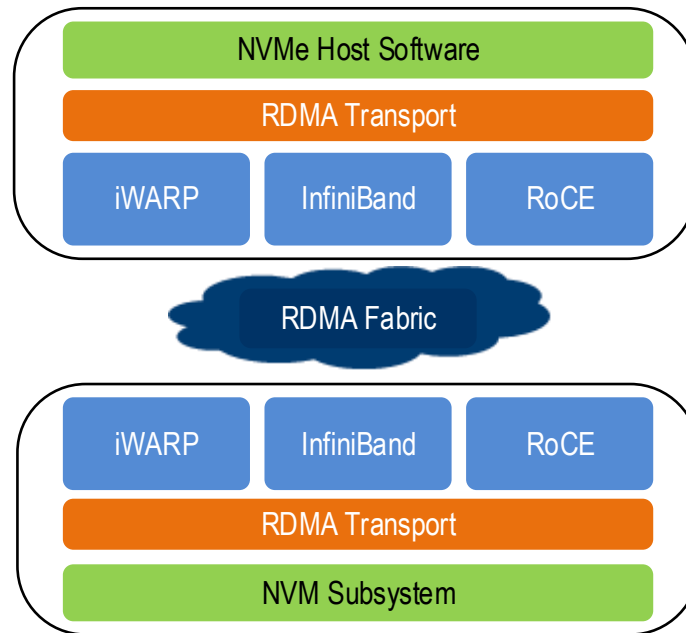 NVMe Host Software
RDMA Transport
iWARP InfiniBand RoCE
RDMA Fabric
iWARP InfiniBand RoCE
RDMA Transport
NVM Subsystem